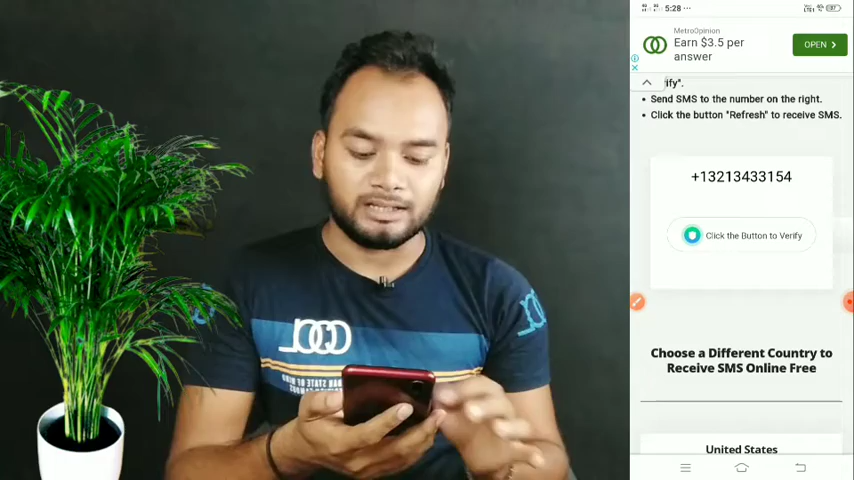 5:28 ...
MetroOpinion
Earn $3.5 per
answer
OPEN
ify".
• Send SMS to the number on the right.
• Click the button "Refresh" to receive SMS.
+13213433154
Click the Button to Verify
Choose a Different Country to
Receive SMS Online Free
United States